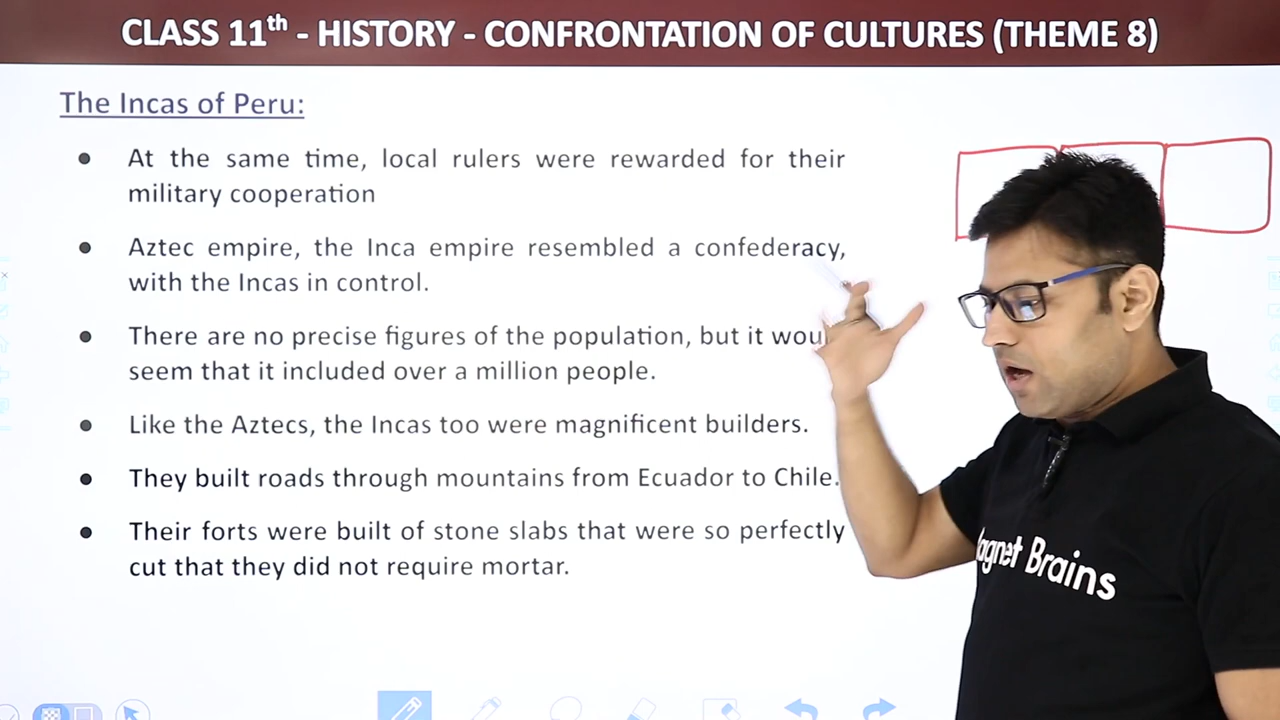 CLASS 11th - HISTORY - CONFRONTATION OF CULTURES (THEME 8)
The Incas of Peru:
● At the same time, local rulers were rewarded for their
military cooperation
● Aztec empire, the Inca empire resembled a confederacy,
with the Incas in control.
● There are no precise figures of the population, but it woul
seem that it included over a million people.
● Like the Aztecs, the Incas too were magnificent builders.
● They built roads through mountains from Ecuador to Chile.
● Their forts were built of stone slabs that were so perfectly
cut that they did not require mortar.
agnet Brains